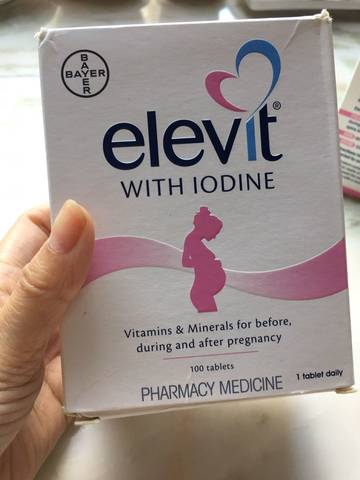 BAYER
BAYER
elevit®
WITH IODINE
Vitamins & Minerals for before,
during and after pregnancy
100 tablets
PHARMACY MEDICINE
1 tablet daily